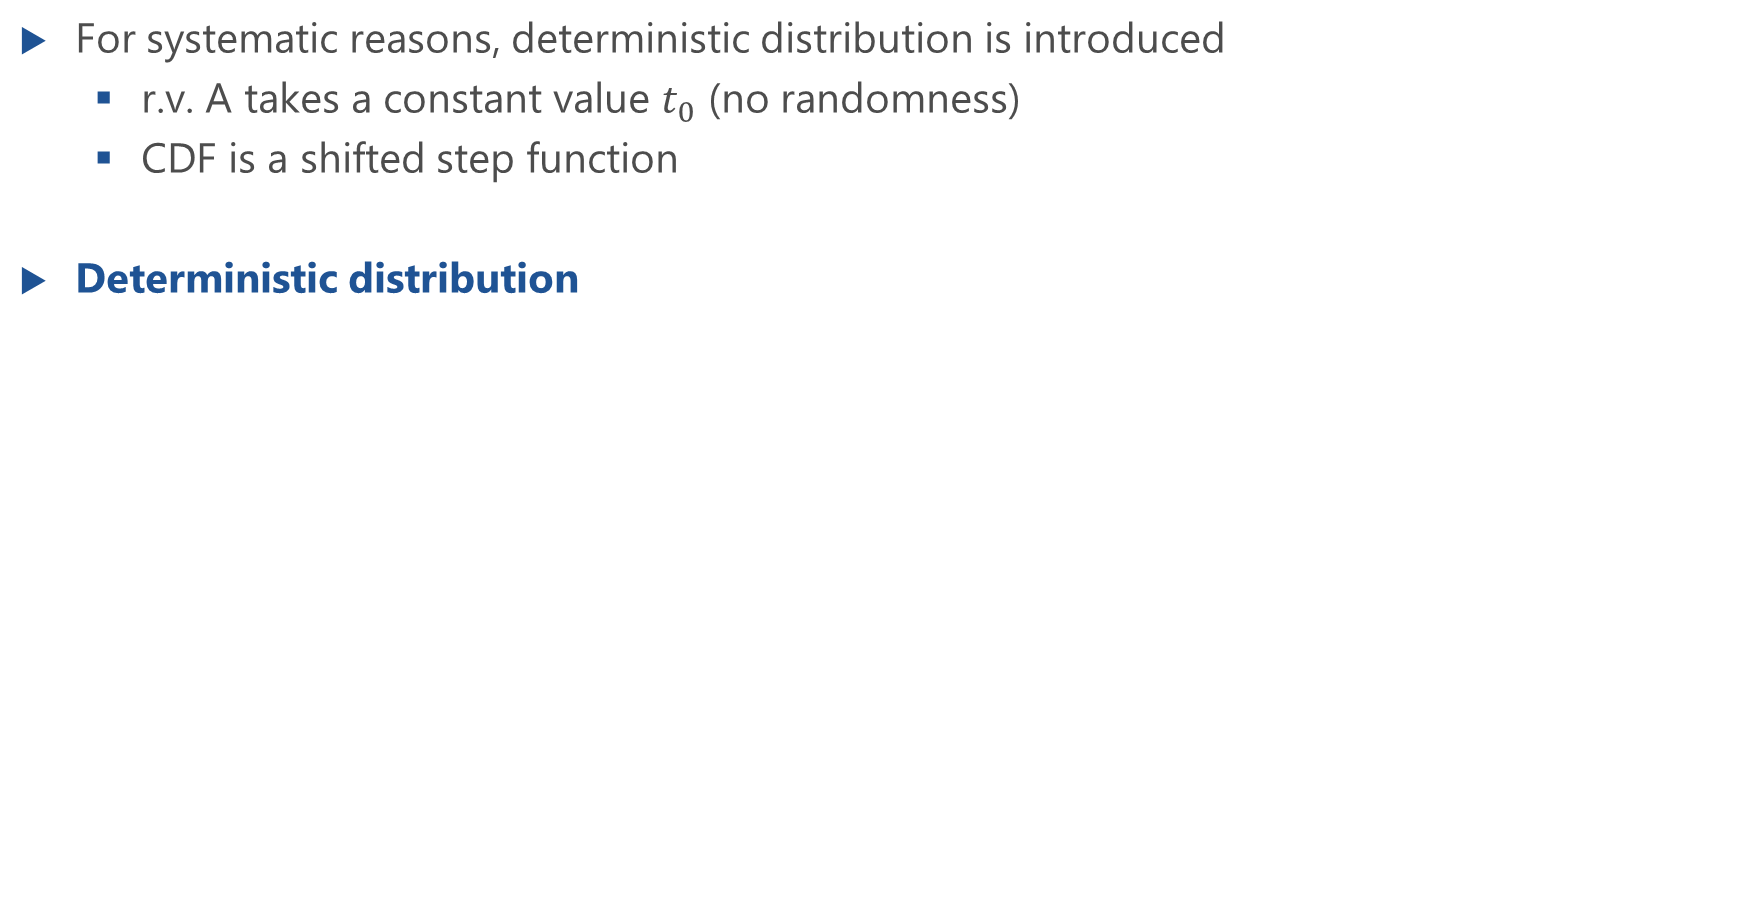 ▶ For systematic reasons, deterministic distribution is introduced
▪ r.v. A takes a constant value $t_0$ (no randomness)
▪ CDF is a shifted step function
▶ Deterministic distribution